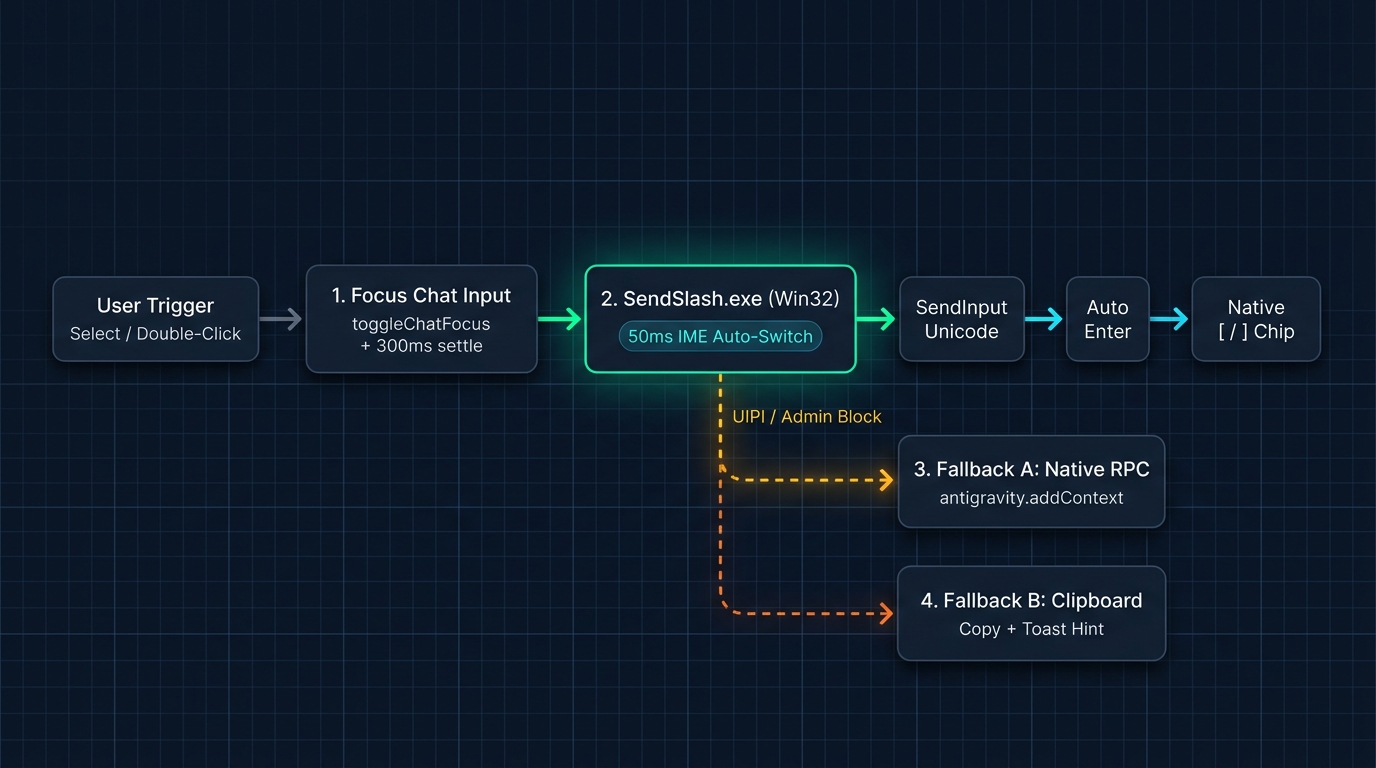 User Trigger
Select / Double-Click
1. Focus Chat Input
toggleChatFocus
+ 300ms settle
2. SendSlash.exe (Win32)
50ms IME Auto-Switch
SendInput
Unicode
Auto
Enter
Native
[ / ] Chip
UIPI / Admin Block
3. Fallback A: Native RPC
antigravity.addContext
4. Fallback B: Clipboard
Copy + Toast Hint